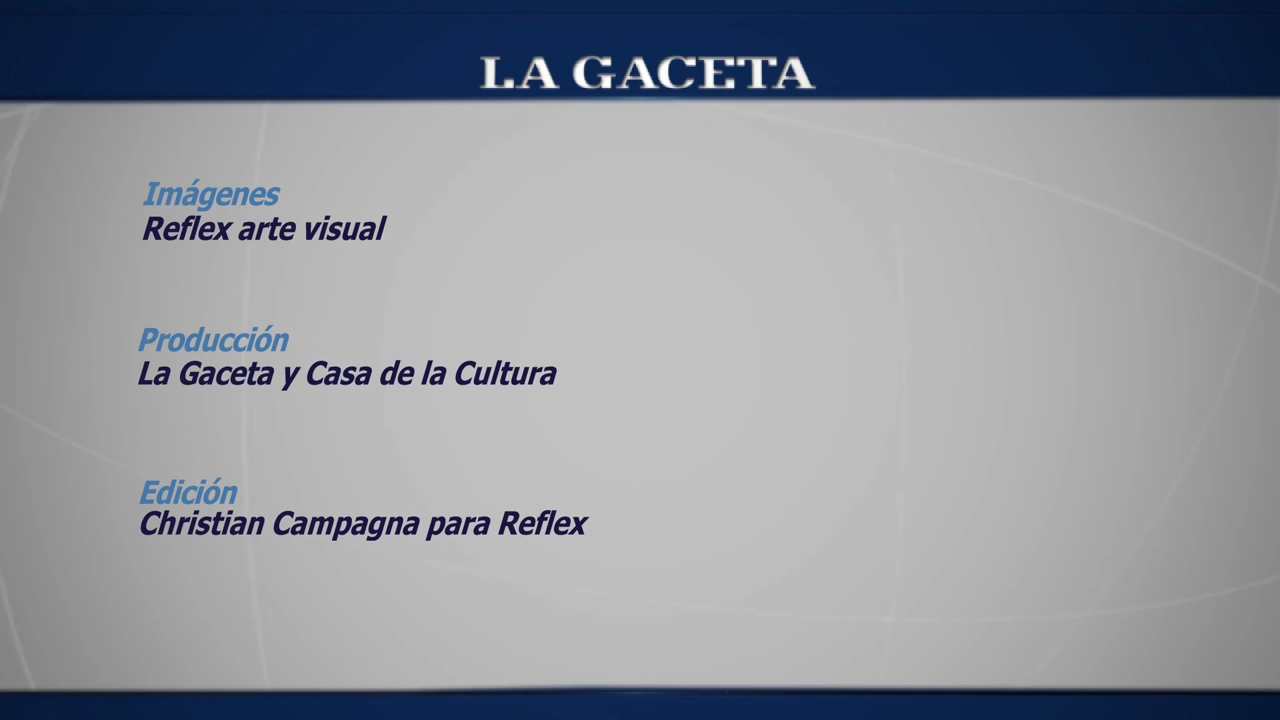 LA GACETA
Imágenes
Reflex arte visual
Producción
La Gaceta y Casa de la Cultura
Edición
Christian Campagna para Reflex